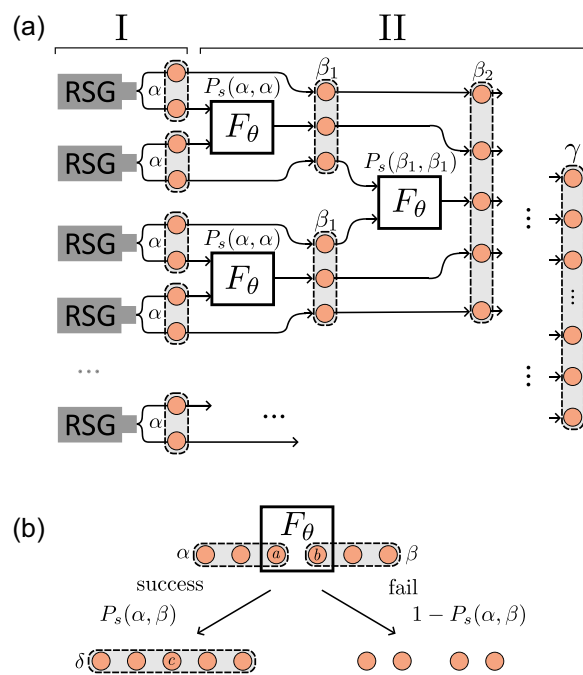 (a)
I II
RSG α
P_s(α, α) β_1 β_2
F_θ
RSG α
P_s(β_1, β_1) γ
F_θ
RSG α
P_s(α, α) β_1
F_θ
RSG α
...
...
...
...
RSG α
...
(b)
F_θ
α a b β
success fail
P_s(α, β) 1 − P_s(α, β)
δ c